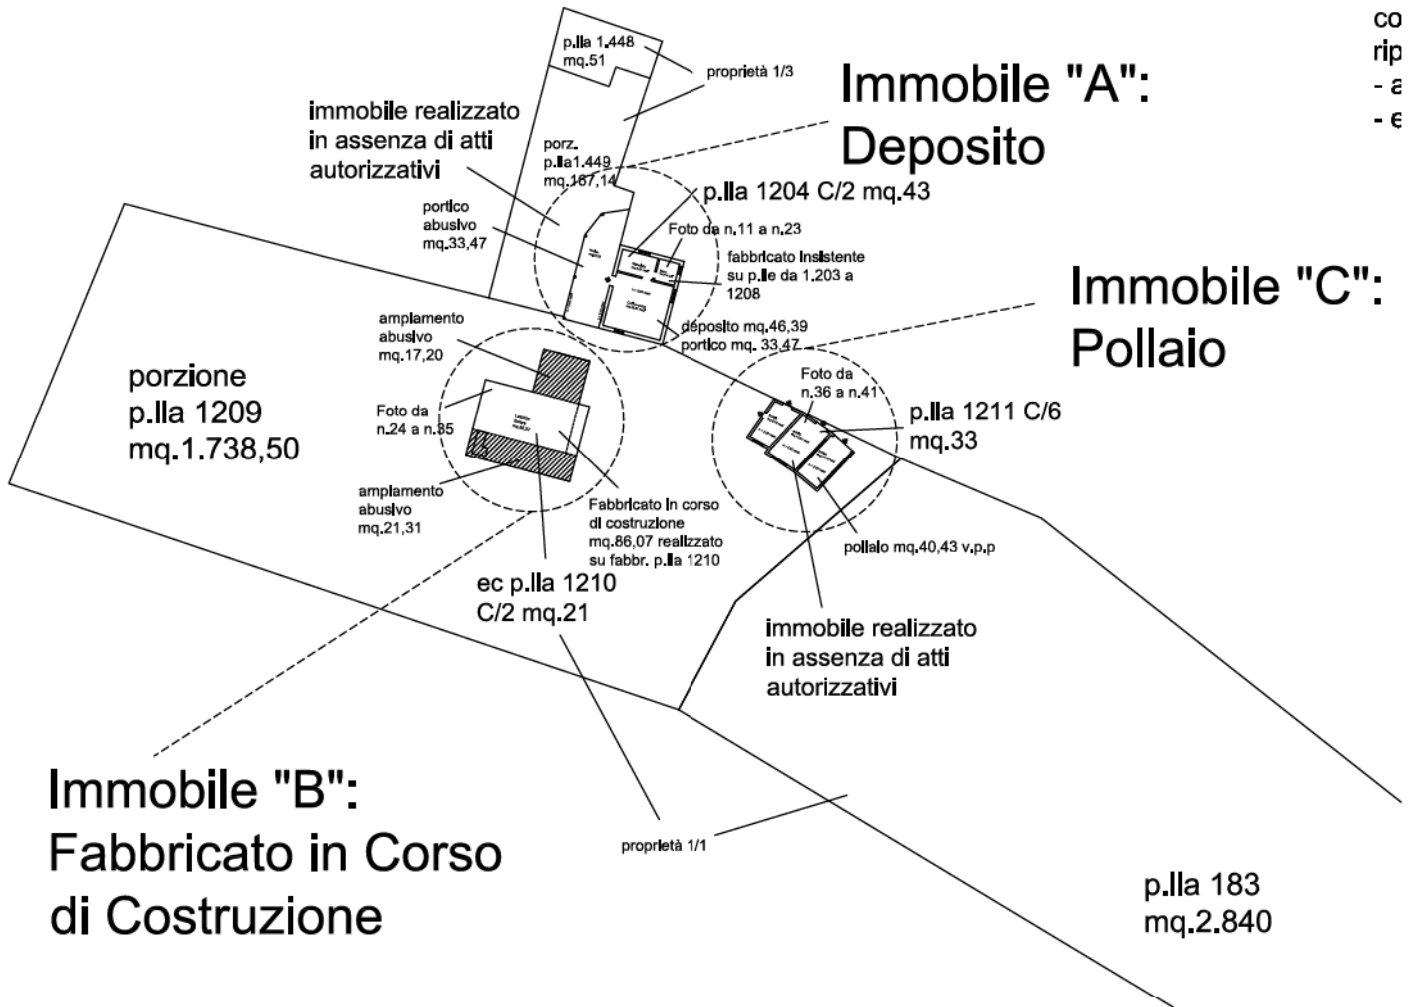 p.lla 1.448
mq.51
proprietà 1/3
Immobile "A":
Deposito
immobile realizzato
in assenza di atti
autorizzativi
porz.
p.lla1.449
mq.167,14
p.lla 1204 C/2 mq.43
portico
abusivo
mq.33,47
Foto da n.11 a n.23
fabbricato insistente
su p.lle da 1.203 a
1208
Immobile "C":
Pollaio
ampliamento
abusivo
mq.17,20
deposito mq.46,39
portico mq. 33,47
porzione
p.lla 1209
mq.1.738,50
Foto da
n.24 a n.35
Foto da
n.36 a n.41
p.lla 1211 C/6
mq.33
ampliamento
abusivo
mq.21,31
Fabbricato in corso
di costruzione
mq.86,07 realizzato
su fabbr. p.lla 1210
pollaio mq.40,43 v.p.p
ec p.lla 1210
C/2 mq.21
immobile realizzato
in assenza di atti
autorizzativi
Immobile "B":
Fabbricato in Corso
di Costruzione
proprietà 1/1
p.lla 183
mq.2.840